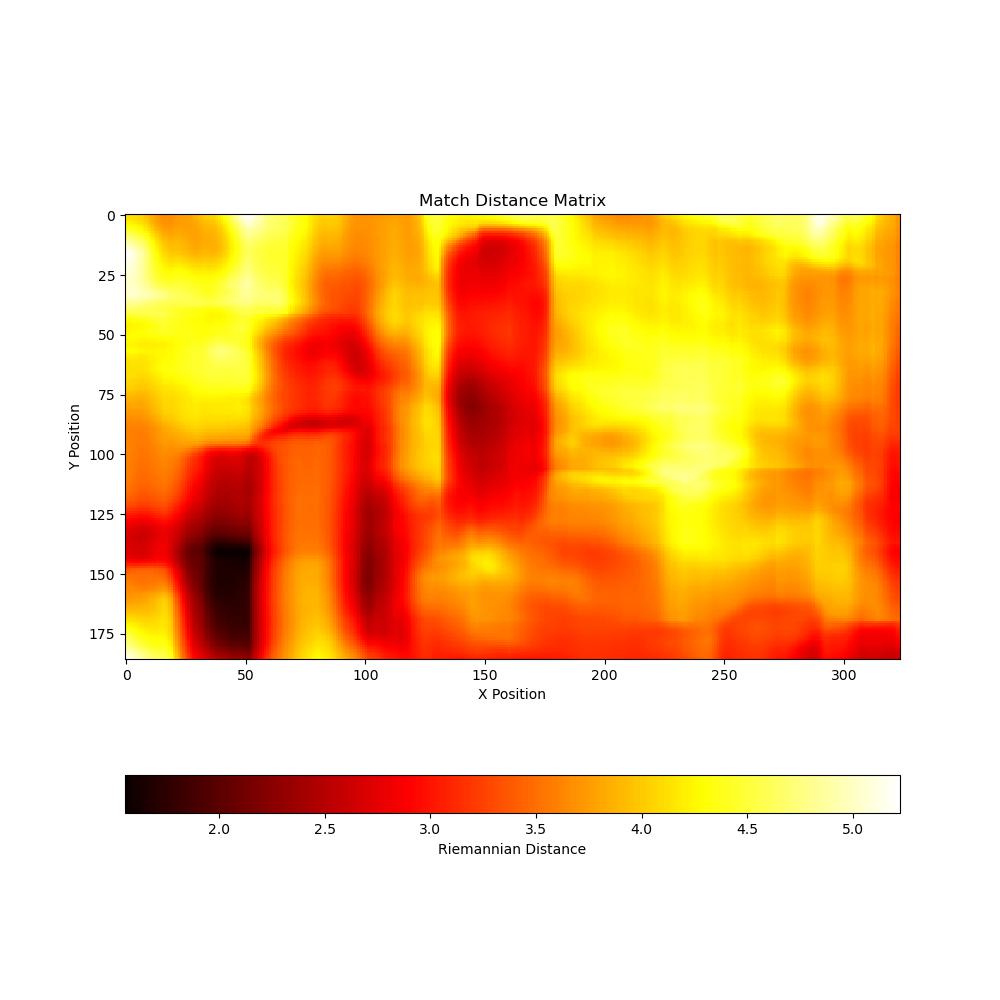 Match Distance Matrix
0
25
50
75
100
125
150
175
Y Position
0 50 100 150 200 250 300
X Position
2.0 2.5 3.0 3.5 4.0 4.5 5.0
Riemannian Distance